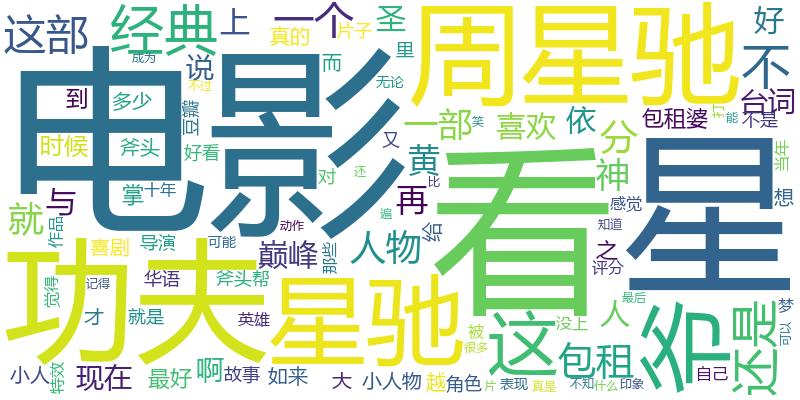 这部
经典
上
一个
真的
片子
圣
周星驰
好
成为
说
而
里
不
不过
无论
到
多少
豆瓣
电影
台词
时候
斧头
好看
对
又
还
黄
一部
笑
喜欢
依
分
包租婆
打
能
不是
当年
与
掌
十年
再
比
看
神
感觉
星
想
就
作品
喜剧
导演
动作
遍
给
知道
可能
巅峰
那些
人物
之
评分
觉得
记得
华语
斧头帮
功夫
星驰
这
没上
人
最后
爷
还是
梦
可以
才
就是
英雄
被
很多
包租
小人
特效
现在
最好
啊
故事
如来
大
小人物
越
角色
片
表现
真是
不知
什么
印象
自己